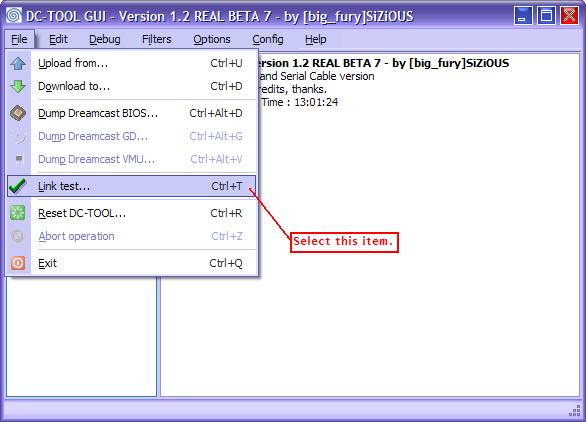 DC-TOOL GUI - Version 1.2 REAL BETA 7 - by [big_fury]SiZiOUS
File Edit Debug Filters Options Config Help
Upload from... Ctrl+U
Download to... Ctrl+D
Dump Dreamcast BIOS... Ctrl+Alt+D
Dump Dreamcast GD... Ctrl+Alt+G
Dump Dreamcast VMU... Ctrl+Alt+V
Link test... Ctrl+T
Reset DC-TOOL... Ctrl+R
Abort operation Ctrl+Z
Exit Ctrl+Q
ersion 1.2 REAL BETA 7 - by [big_fury]SiZiOUS
and Serial Cable version
redits, thanks.
Time : 13:01:24
Select this item.